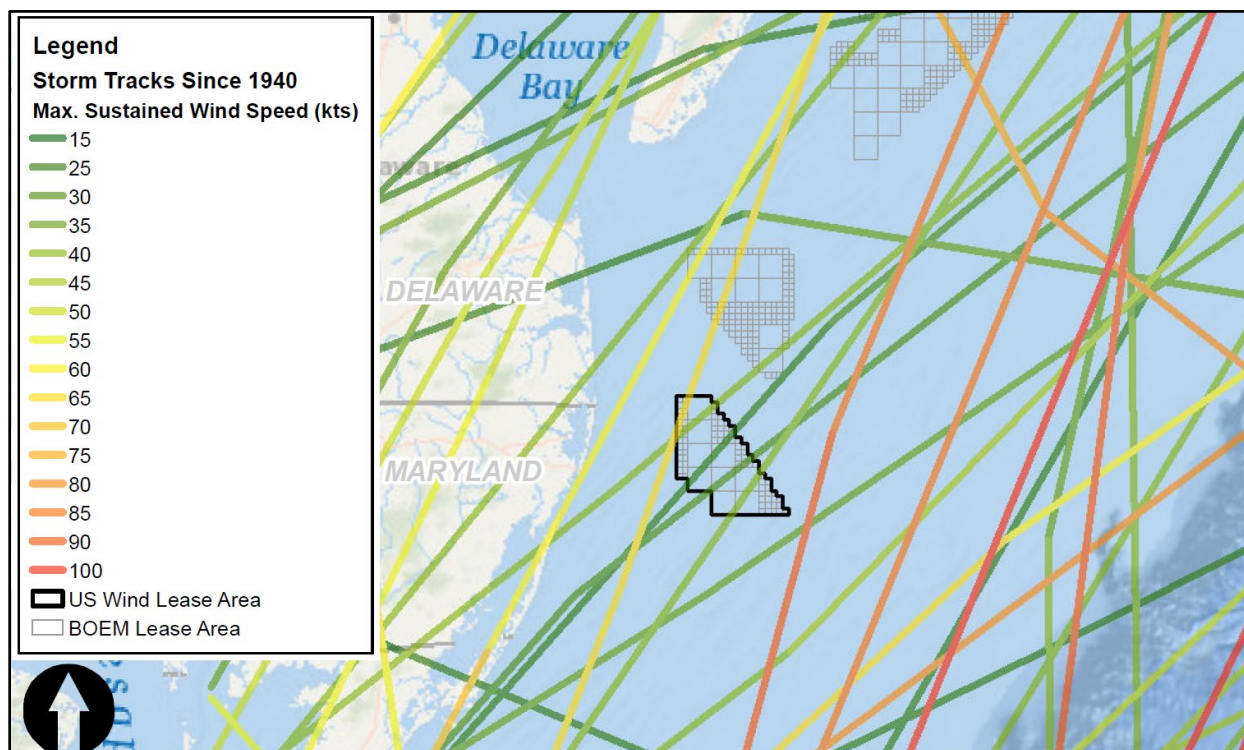 Legend
Storm Tracks Since 1940
Max. Sustained Wind Speed (kts)
15
25
30
35
40
45
50
55
60
65
70
75
80
85
90
100
US Wind Lease Area
BOEM Lease Area
Delaware
Bay
aware
DELAWARE
MARYLAND